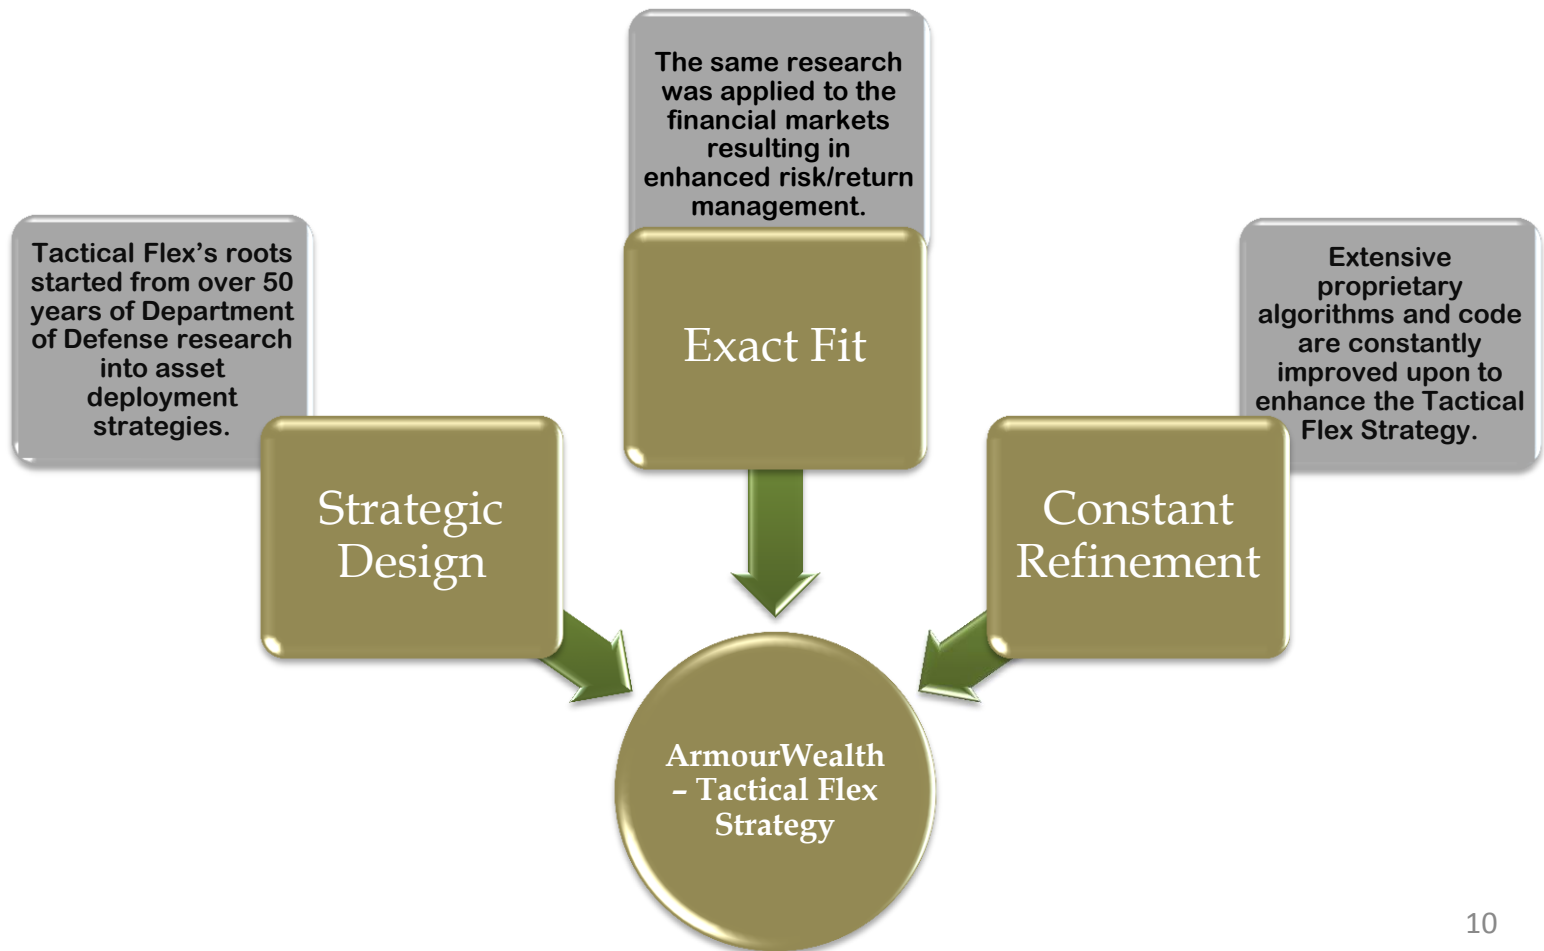 Tactical Flex’s roots
started from over 50
years of Department
of Defense research
into asset
deployment
strategies.
Strategic
Design
The same research
was applied to the
financial markets
resulting in
enhanced risk/return
management.
Exact Fit
Extensive
proprietary
algorithms and code
are constantly
improved upon to
enhance the Tactical
Flex Strategy.
Constant
Refinement
ArmourWealth
– Tactical Flex
Strategy
10